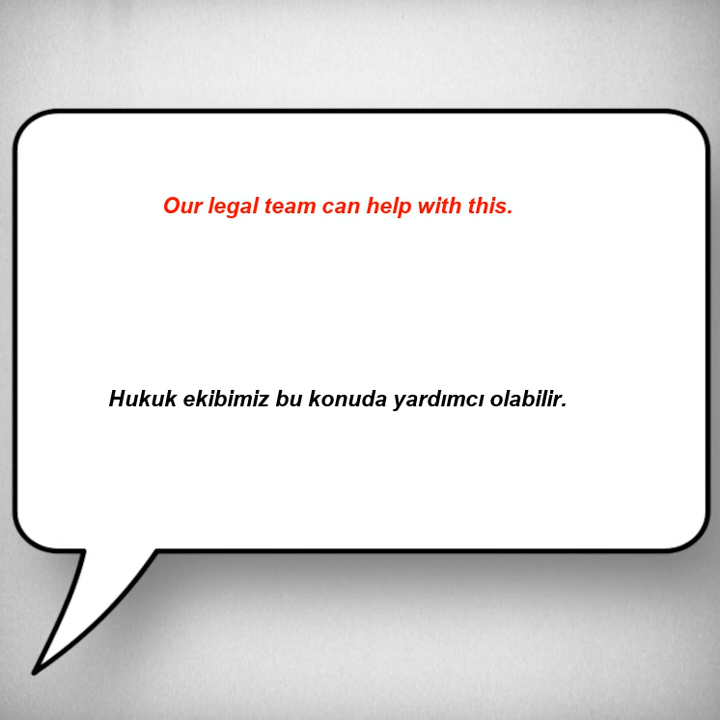 Our legal team can help with this.
Hukuk ekibimiz bu konuda yardımcı olabilir.